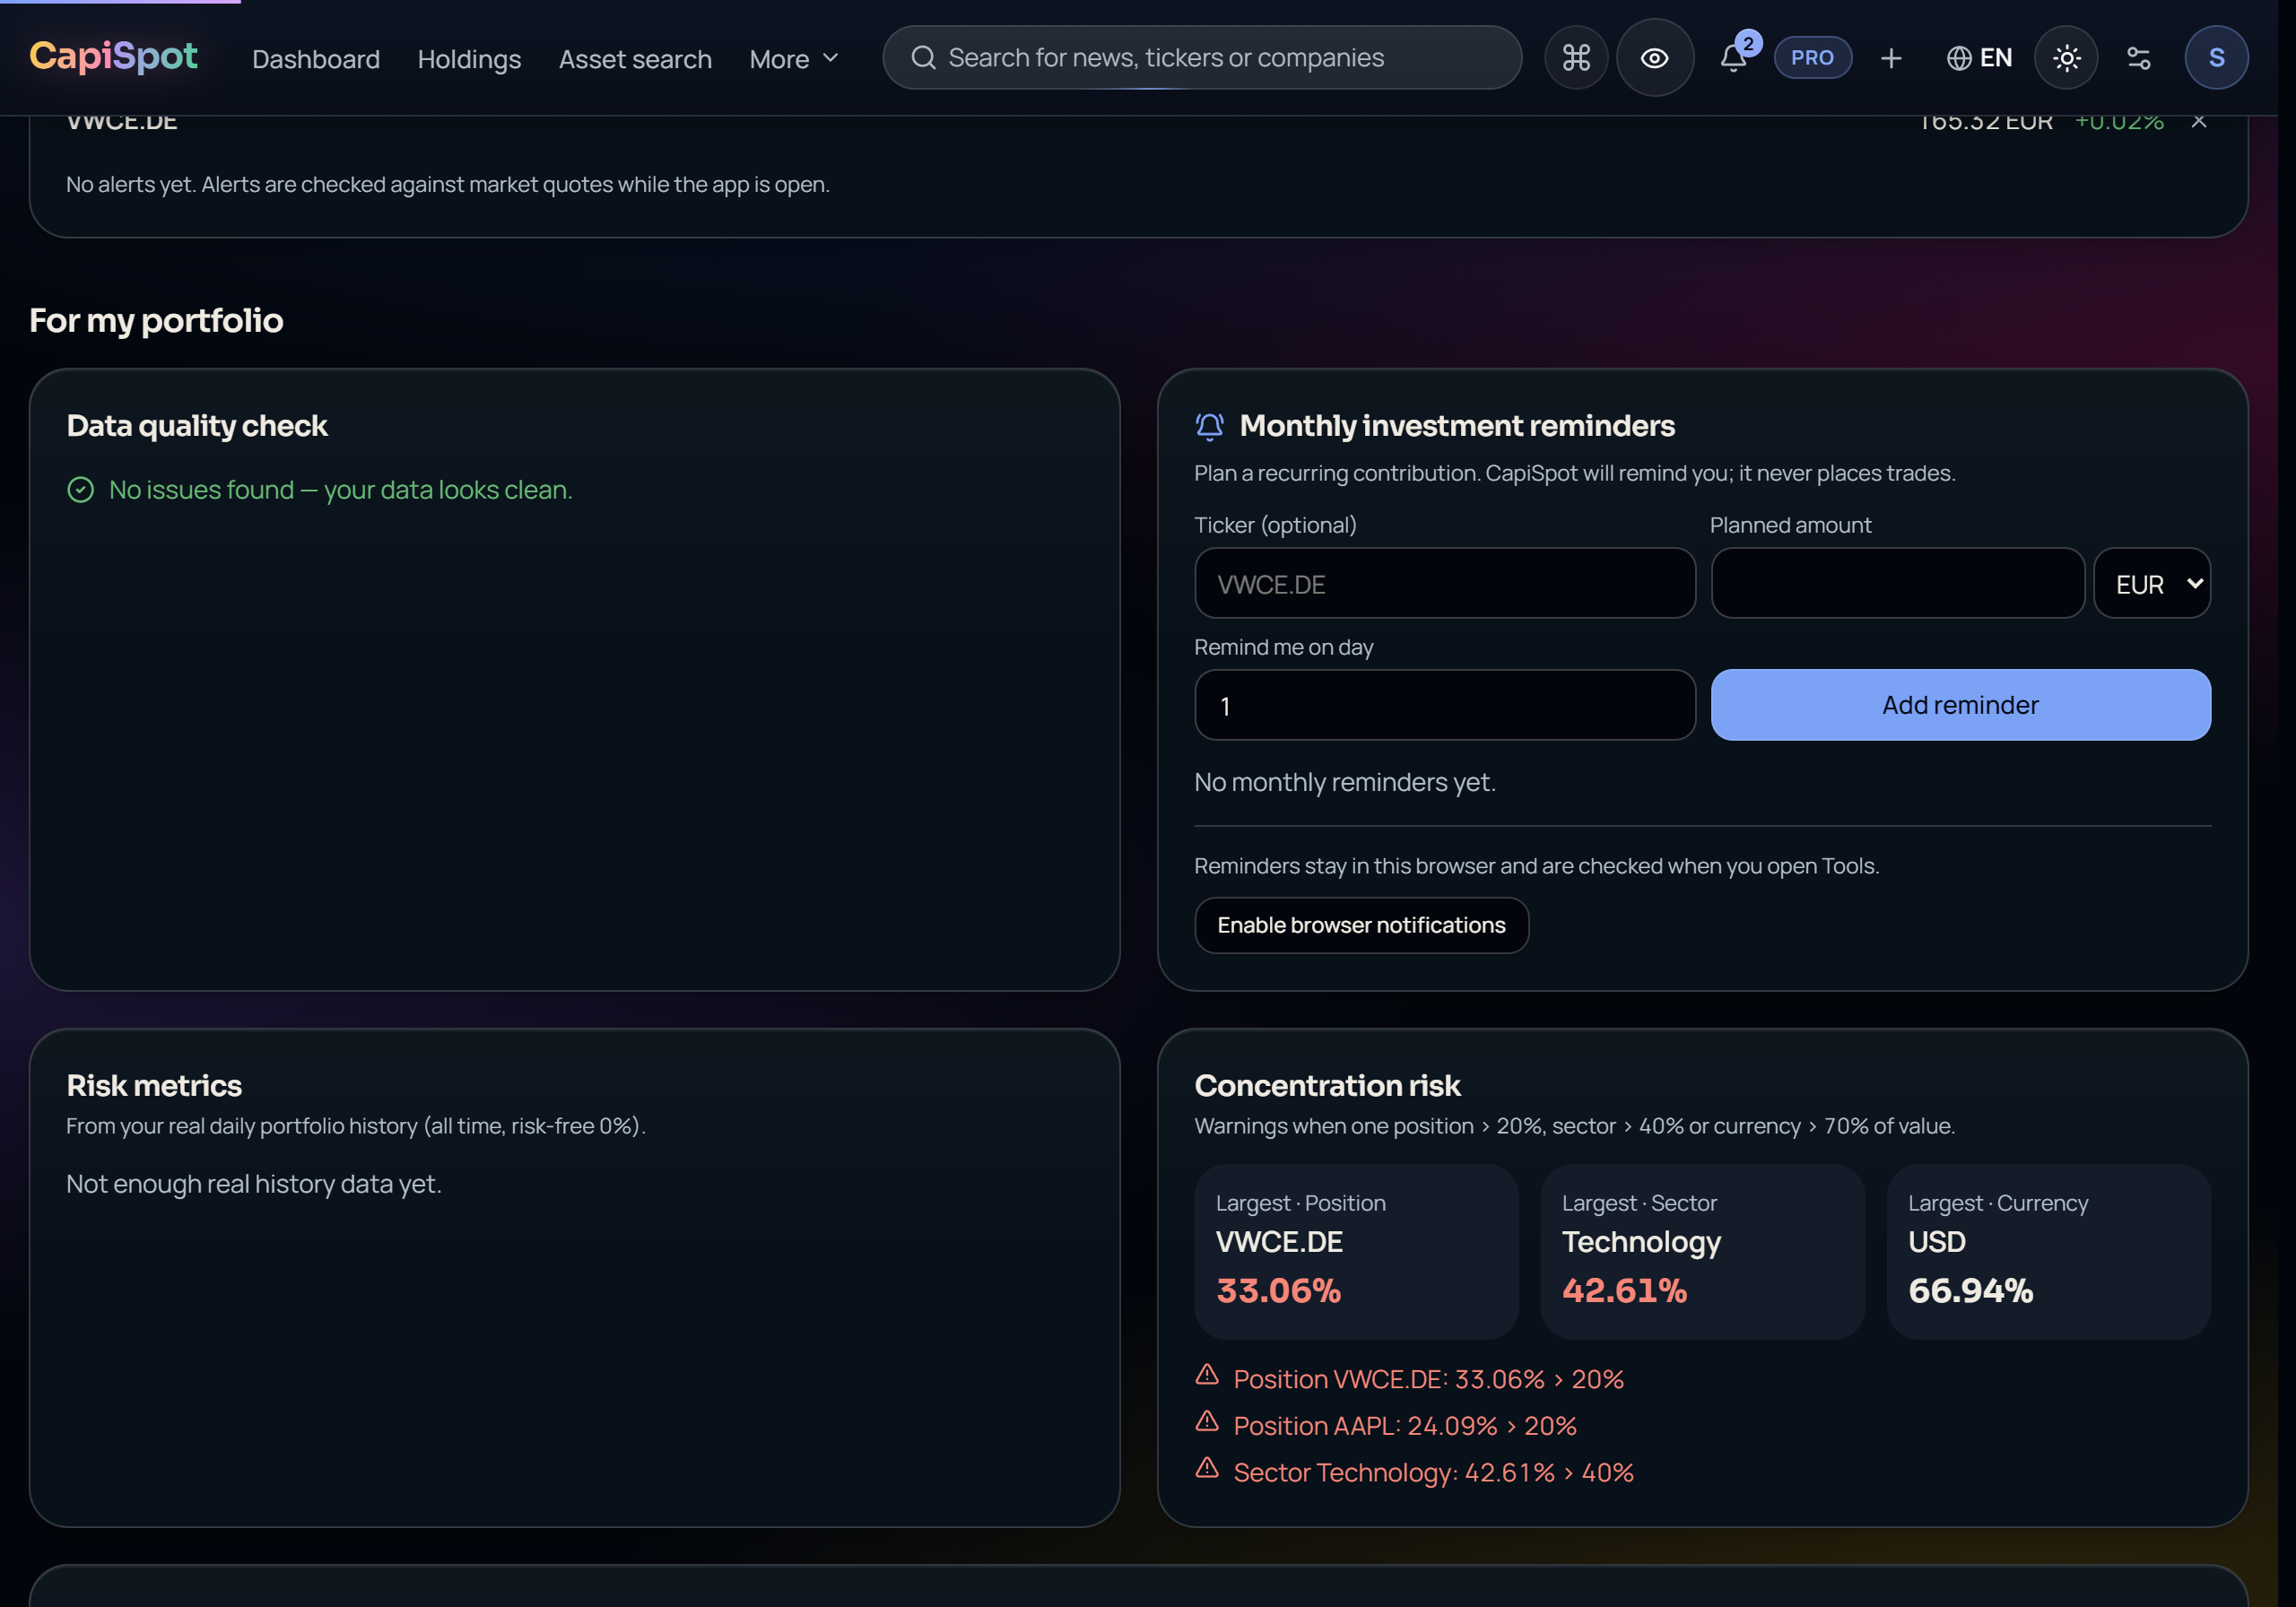 CapiSpot
Dashboard
Holdings
Asset search
More
Search for news, tickers or companies
2
PRO
EN
S
VWCE.DE
165.32 EUR +0.02%
No alerts yet. Alerts are checked against market quotes while the app is open.
For my portfolio
Data quality check
No issues found — your data looks clean.
Monthly investment reminders
Plan a recurring contribution. CapiSpot will remind you; it never places trades.
Ticker (optional)
Planned amount
VWCE.DE
EUR
Remind me on day
1
Add reminder
No monthly reminders yet.
Reminders stay in this browser and are checked when you open Tools.
Enable browser notifications
Risk metrics
From your real daily portfolio history (all time, risk-free 0%).
Not enough real history data yet.
Concentration risk
Warnings when one position > 20%, sector > 40% or currency > 70% of value.
Largest · Position
VWCE.DE
33.06%
Largest · Sector
Technology
42.61%
Largest · Currency
USD
66.94%
Position VWCE.DE: 33.06% > 20%
Position AAPL: 24.09% > 20%
Sector Technology: 42.61% > 40%